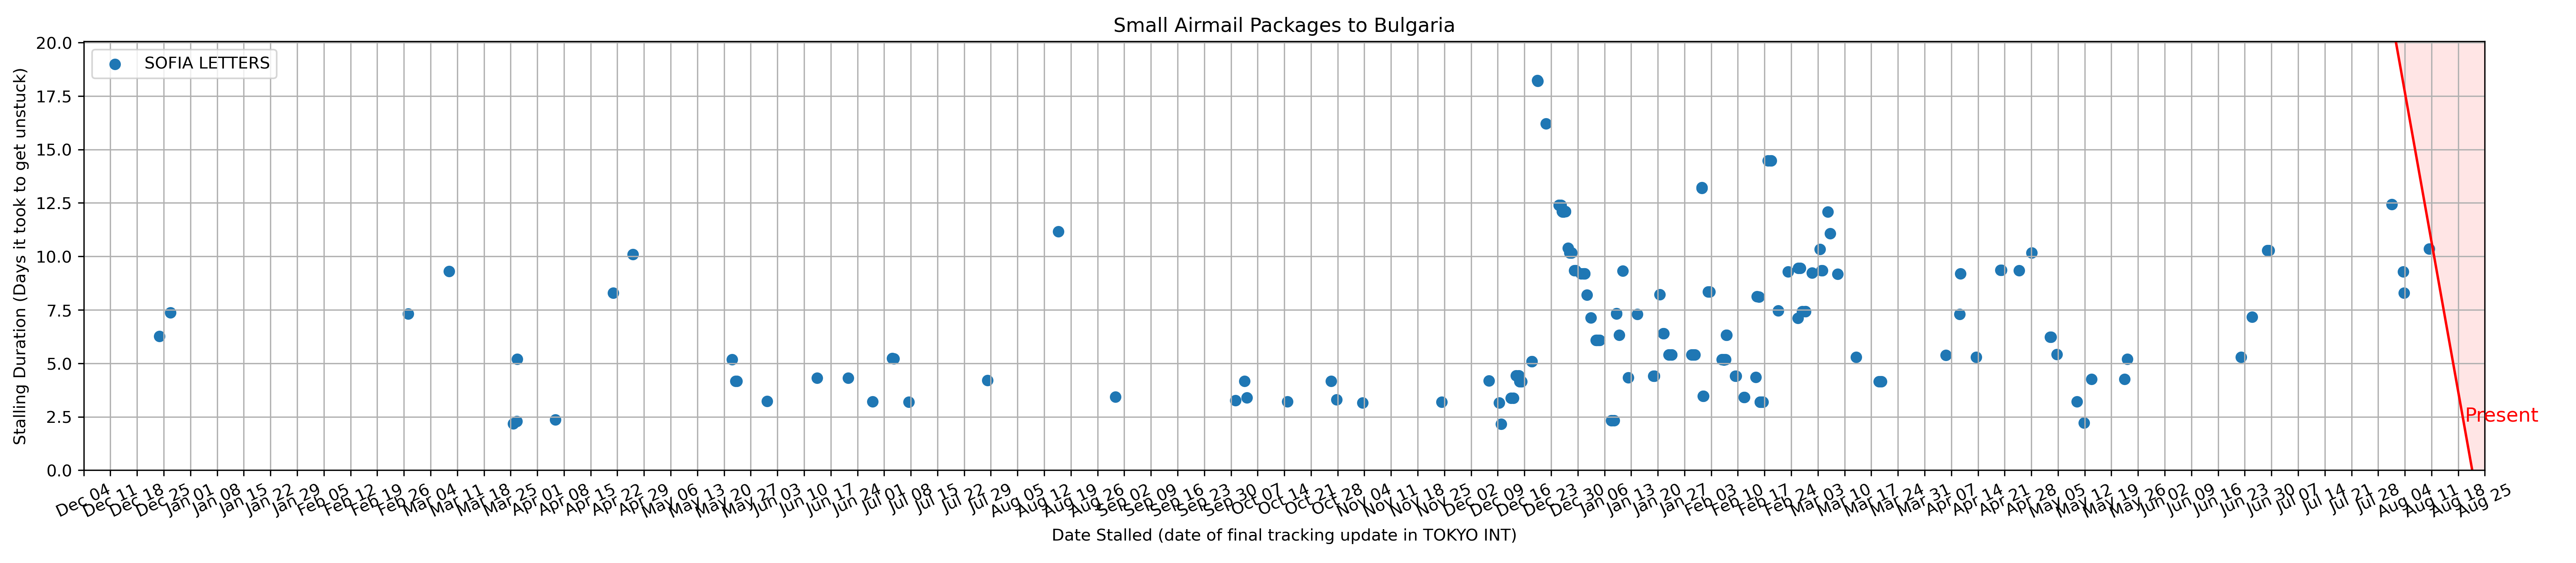 Small Airmail Packages to Bulgaria
SOFIA LETTERS
Stalling Duration (Days it took to get unstuck)
20.0
17.5
15.0
12.5
10.0
7.5
5.0
2.5
0.0
Present
Dec 04 Dec 11 Dec 18 Dec 25 Jan 01 Jan 08 Jan 15 Jan 22 Jan 29 Feb 05 Feb 12 Feb 19 Feb 26 Mar 04 Mar 11 Mar 18 Mar 25 Apr 01 Apr 08 Apr 15 Apr 22 Apr 29 May 06 May 13 May 20 May 27 Jun 03 Jun 10 Jun 17 Jun 24 Jul 01 Jul 08 Jul 15 Jul 22 Jul 29 Aug 05 Aug 12 Aug 19 Aug 26 Sep 02 Sep 09 Sep 16 Sep 23 Sep 30 Oct 07 Oct 14 Oct 21 Oct 28 Nov 04 Nov 11 Nov 18 Nov 25 Dec 02 Dec 09 Dec 16 Dec 23 Dec 30 Jan 06 Jan 13 Jan 20 Jan 27 Feb 03 Feb 10 Feb 17 Feb 24 Mar 03 Mar 10 Mar 17 Mar 24 Mar 31 Apr 07 Apr 14 Apr 21 Apr 28 May 05 May 12 May 19 May 26 Jun 02 Jun 09 Jun 16 Jun 23 Jun 30 Jul 07 Jul 14 Jul 21 Jul 28 Aug 04 Aug 11 Aug 18 Aug 25
Date Stalled (date of final tracking update in TOKYO INT)